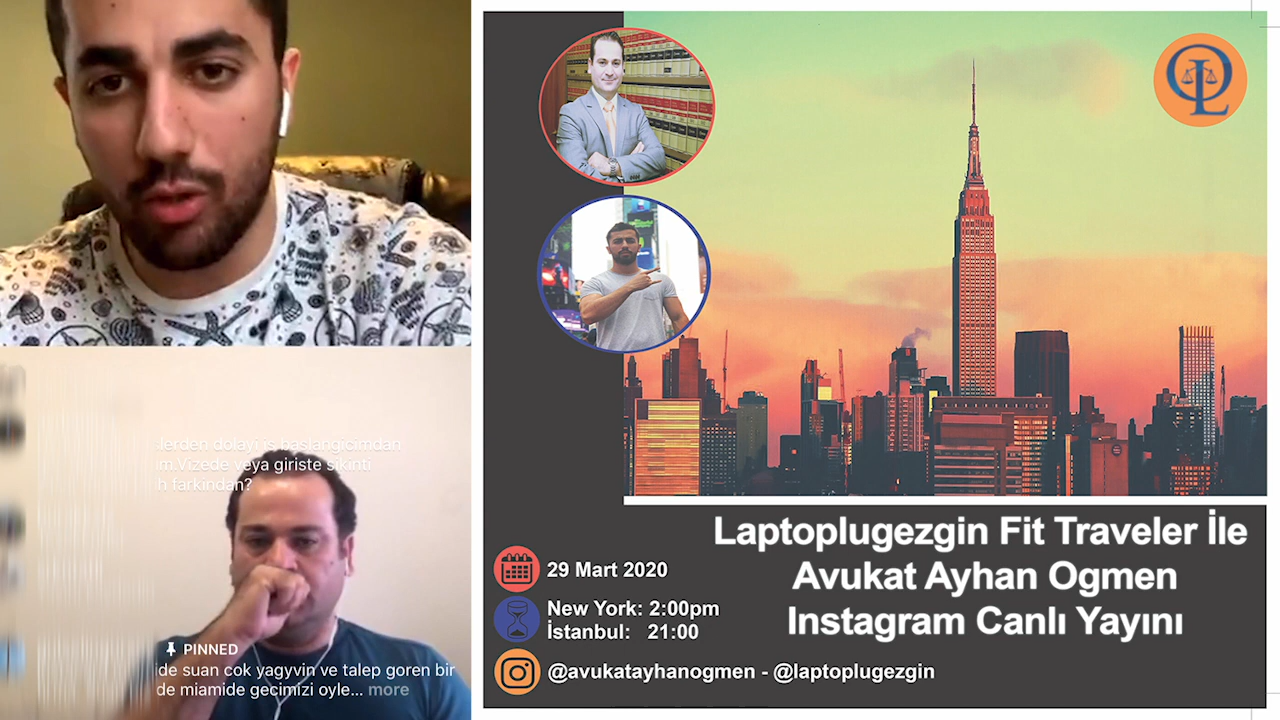 :lerden dolayi is baslangicimdan
ım.Vizede veya giriste sikinti
h farkindan?
PINNED
de suan cok yagyvin ve talep goren bir
de miamide gecimizi oyle... more
OL
Laptoplugezgin Fit Traveler İle
Avukat Ayhan Ogmen
Instagram Canlı Yayını
29 Mart 2020
New York: 2:00pm
İstanbul: 21:00
@avukatayhanogmen - @laptoplugezgin